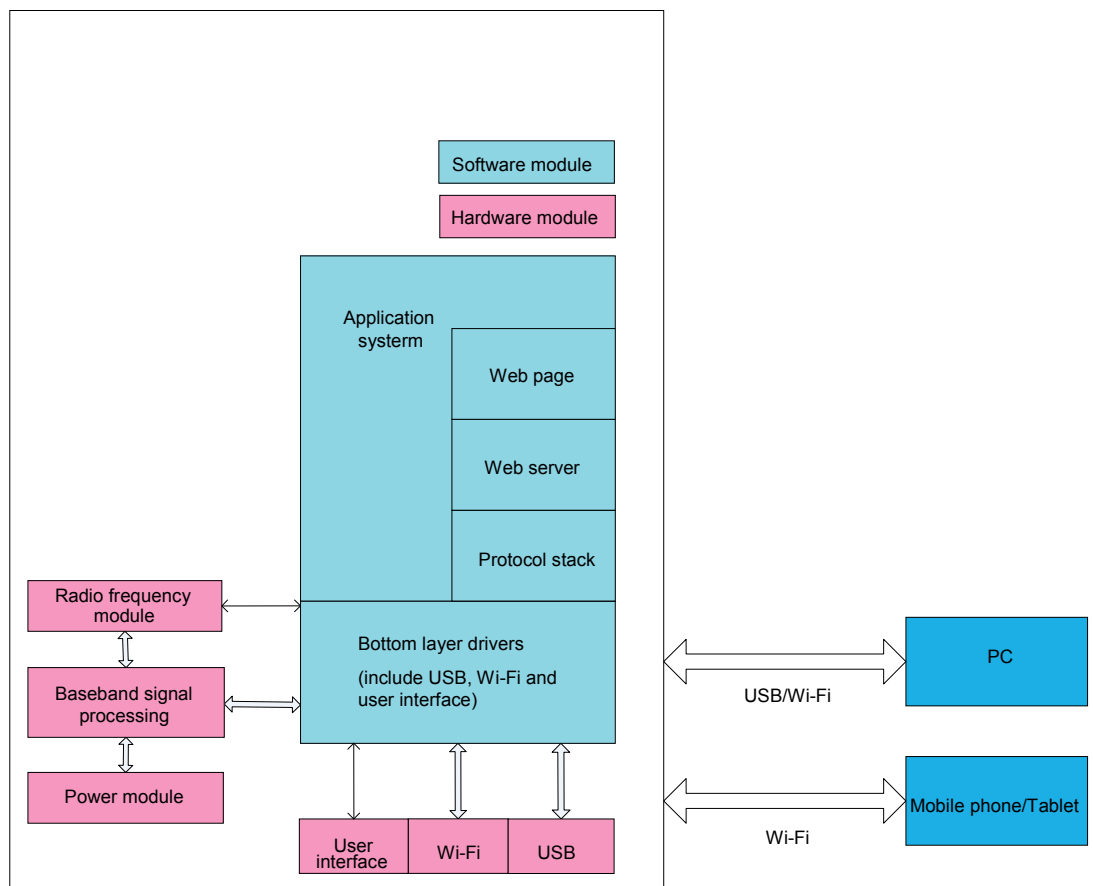 Software module
Hardware module
Application
systerm
Web page
Web server
Protocol stack
Radio frequency
module
Bottom layer drivers
(include USB, Wi-Fi and
user interface)
Baseband signal
processing
Power module
User
interface
Wi-Fi
USB
PC
USB/Wi-Fi
Mobile phone/Tablet
Wi-Fi